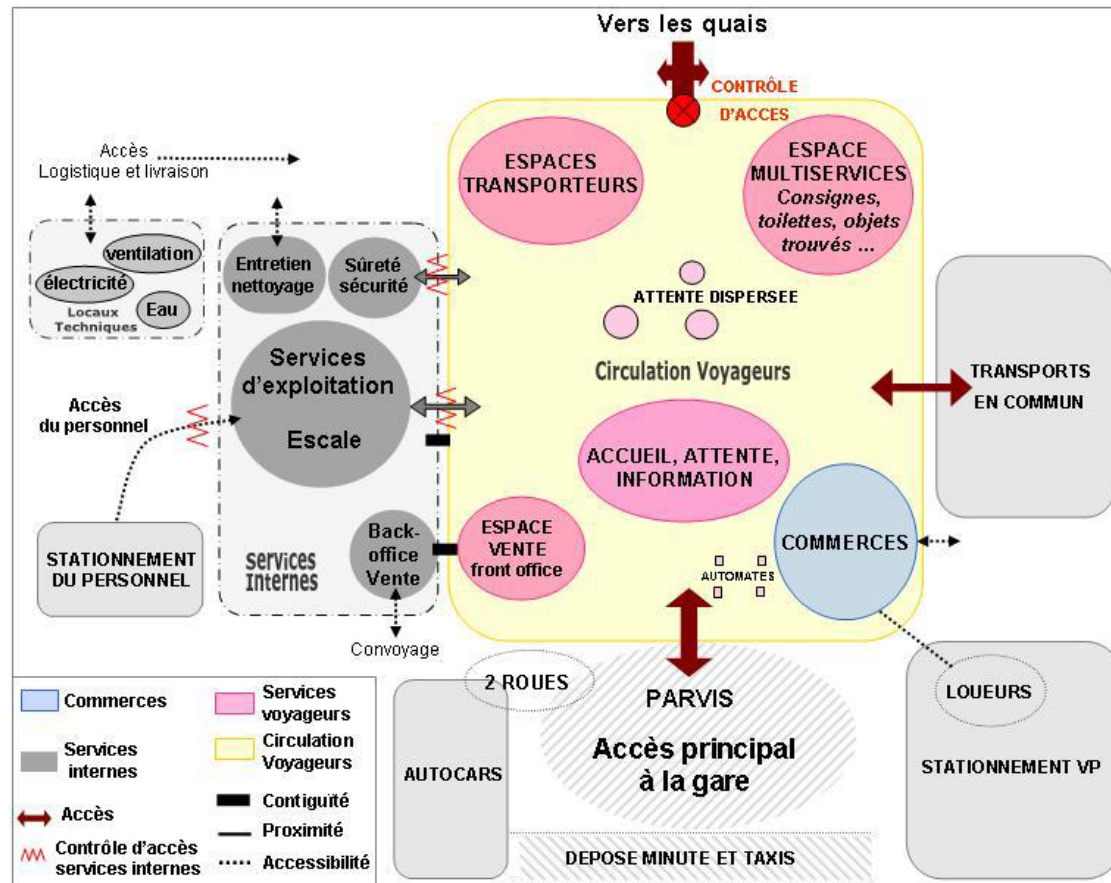 Vers les quais
CONTRÔLE
D'ACCES
Accès
Logistique et livraison
ESPACES
TRANSPORTEURS
ESPACE
MULTISERVICES
Consignes,
toilettes, objets
trouvés ...
ventilation
électricité
Eau
Locaux
Techniques
Entretien
nettoyage
Sûreté
sécurité
ATTENTE DISPERSEE
Services
d'exploitation
Escale
Circulation Voyageurs
TRANSPORTS
EN COMMUN
Accès
du personnel
ACCUEIL, ATTENTE,
INFORMATION
STATIONNEMENT
DU PERSONNEL
Services
Internes
Back-
office
Vente
ESPACE
VENTE
front office
COMMERCES
AUTOMATES
Convoyage
2 ROUES
PARVIS
Accès principal
à la gare
LOUEURS
AUTOCARS
STATIONNEMENT VP
DEPOSE MINUTE ET TAXIS
Commerces
Services
internes
Accès
Contrôle d'accès
services internes
Services
voyageurs
Circulation
Voyageurs
Contiguïté
Proximité
Accessibilité